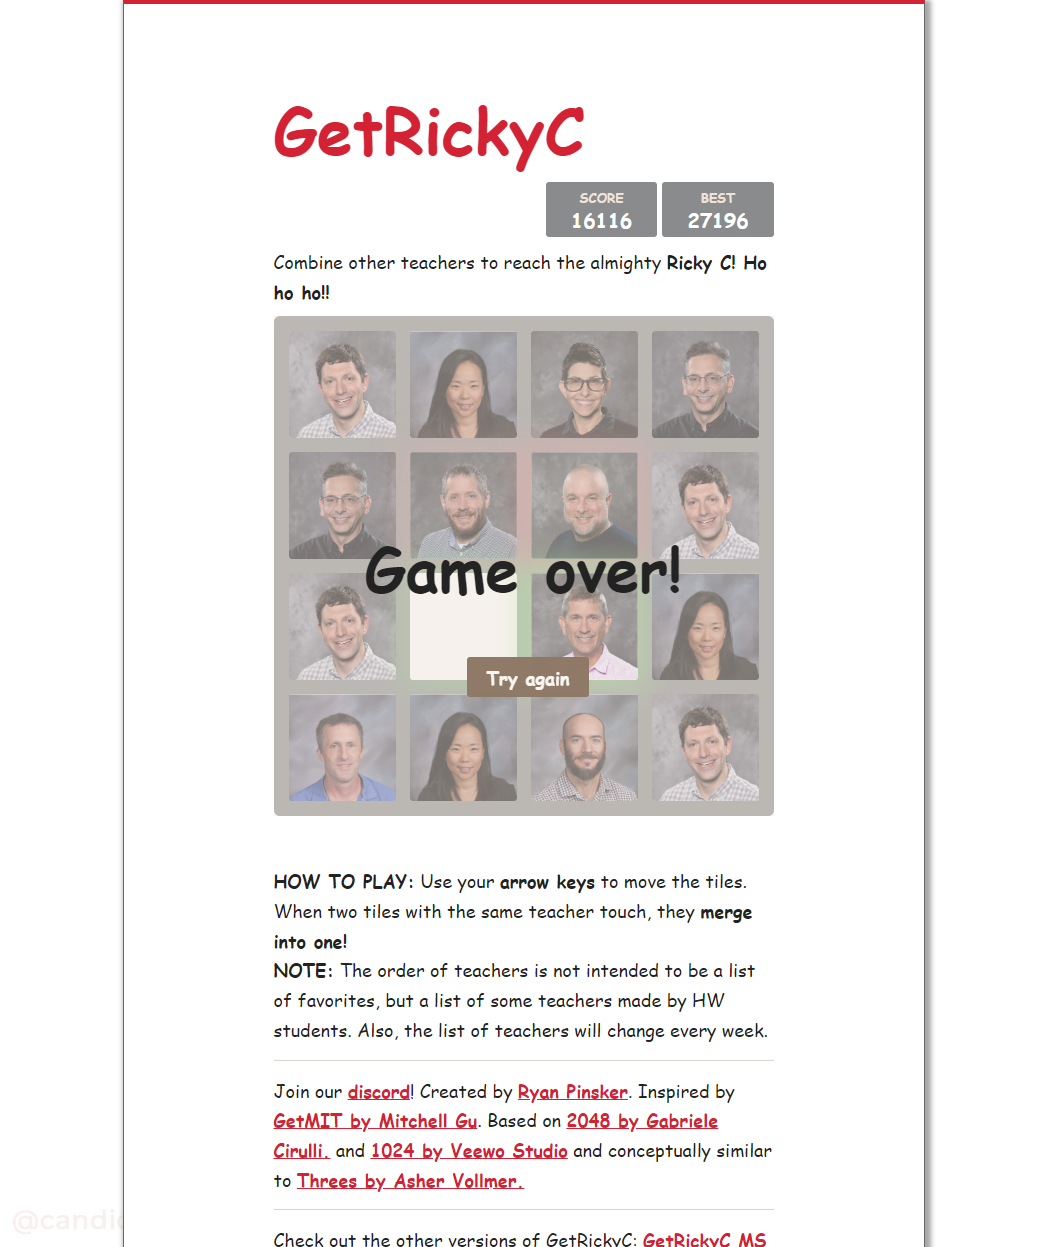 GetRickyC
SCORE
16116
BEST
27196
Combine other teachers to reach the almighty Ricky C! Ho
ho ho!!
Game over!
Try again
HOW TO PLAY: Use your arrow keys to move the tiles.
When two tiles with the same teacher touch, they merge
into one!
NOTE: The order of teachers is not intended to be a list
of favorites, but a list of some teachers made by HW
students. Also, the list of teachers will change every week.
Join our discord! Created by Ryan Pinsker. Inspired by
GetMIT by Mitchell Gu. Based on 2048 by Gabriele
Cirulli. and 1024 by Veewo Studio and conceptually similar
to Threes by Asher Vollmer.
Check out the other versions of GetRickyC: GetRickyC MS